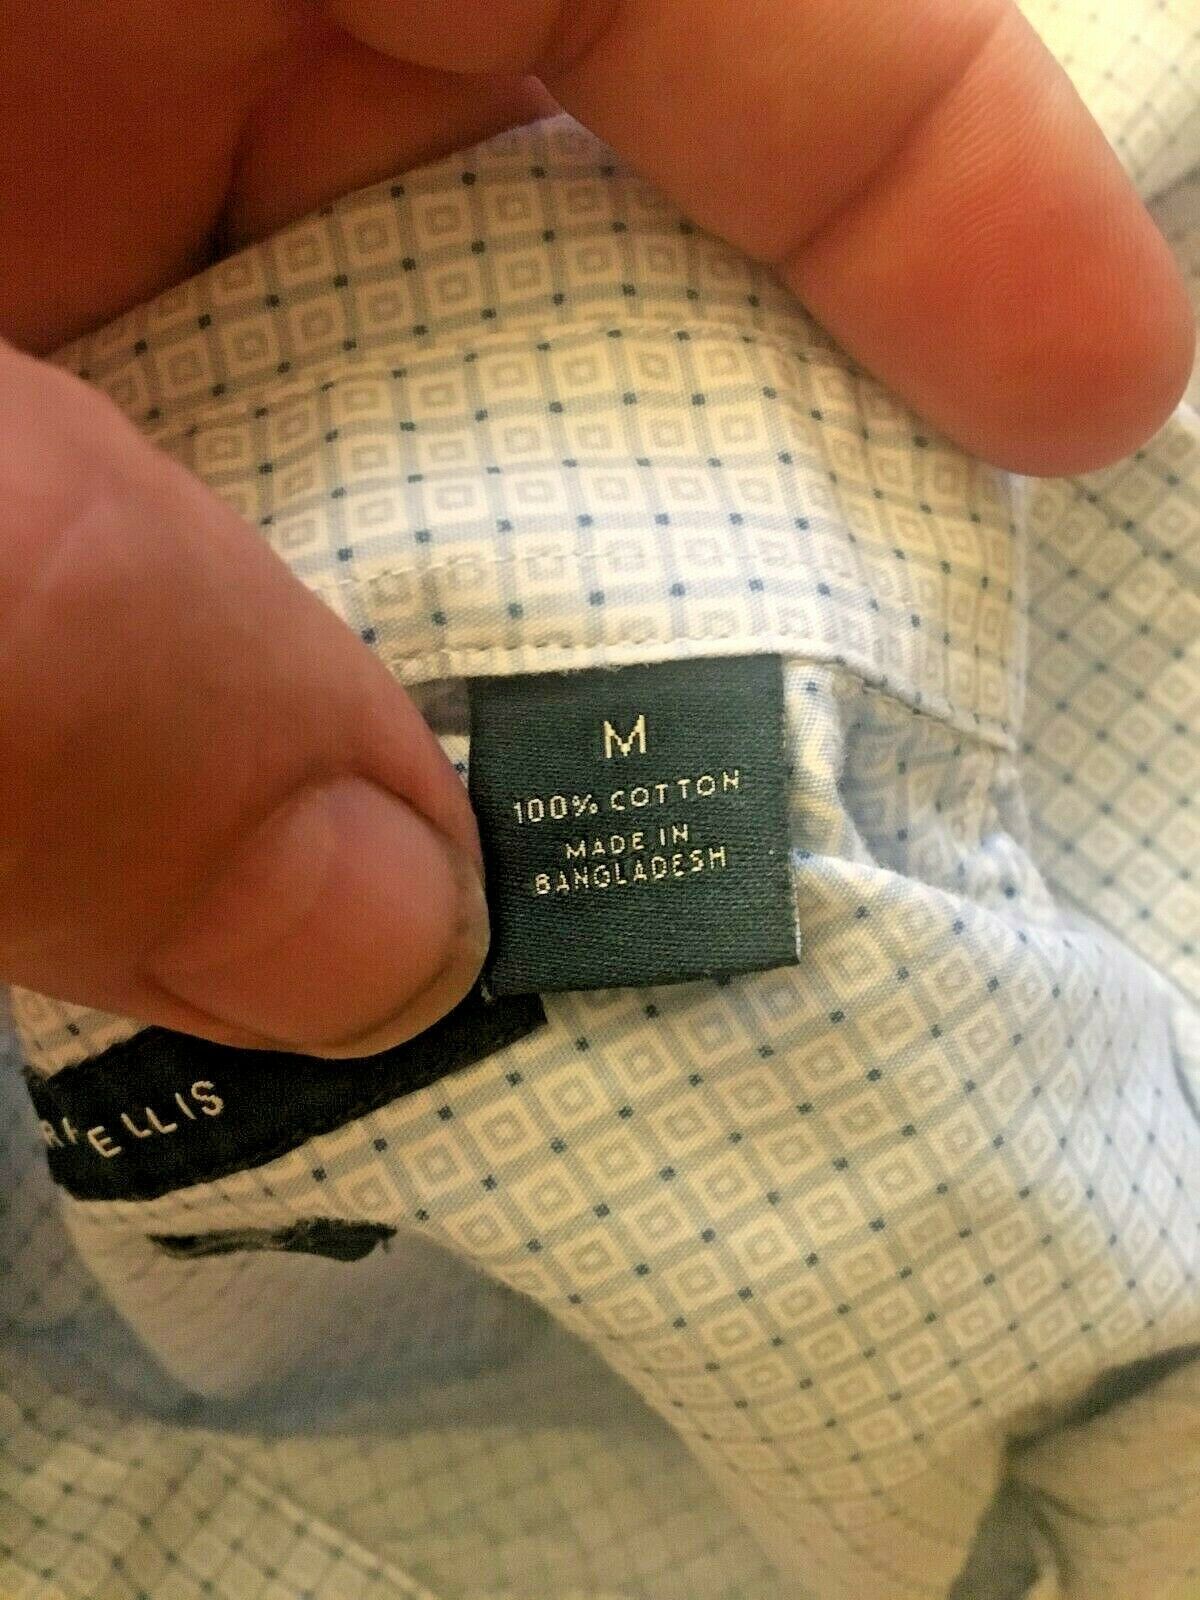 M
100% COTTON
MADE IN
BANGLADESH
ELLIS